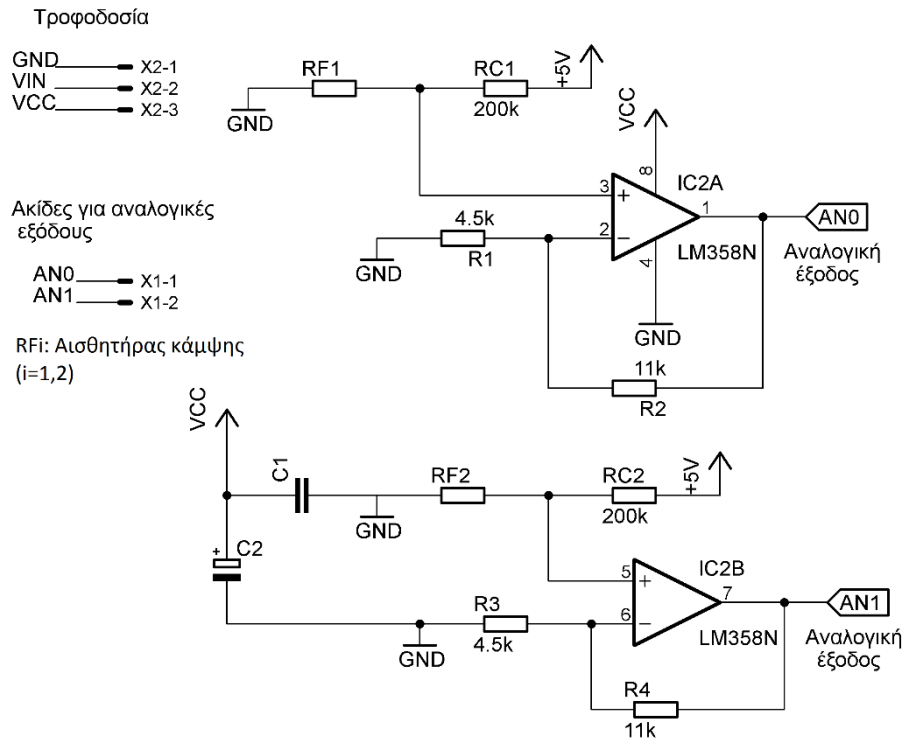 Τροφοδοσία
GND X2-1
VIN X2-2
VCC X2-3
RF1
RC1
200k
+5V
GND
VCC
8
IC2A
3
+
1
AN0
4.5k
2
−
R1
GND
4
LM358N
Αναλογική
έξοδος
GND
11k
R2
Ακίδες για αναλογικές
εξόδους
AN0 X1-1
AN1 X1-2
RFi: Αισθητήρας κάμψης
(i=1,2)
VCC
C1
RF2
RC2
200k
+5V
GND
+
C2
IC2B
5
+
7
AN1
R3
6
−
4.5k
GND
LM358N
Αναλογική
έξοδος
R4
11k